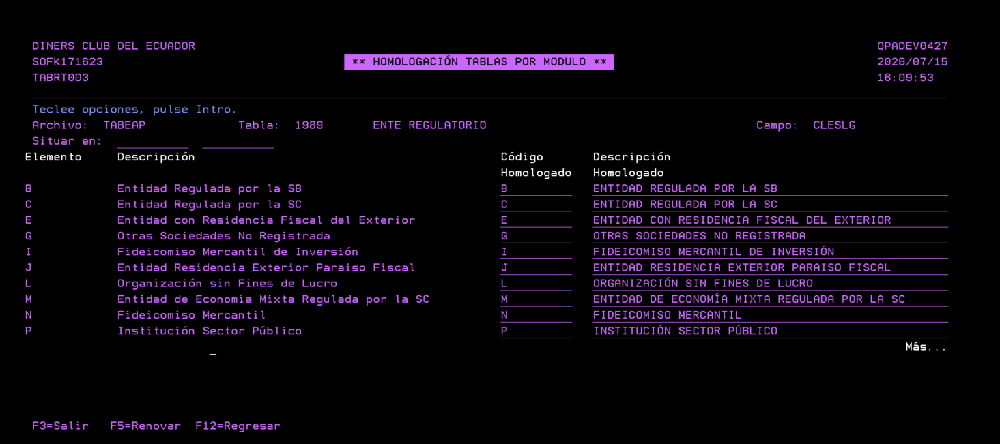 DINERS CLUB DEL ECUADOR QPADEV0427
SOFK171623 ** HOMOLOGACIÓN TABLAS POR MODULO ** 2026/07/15
TABRT003 16:09:53
Teclee opciones, pulse Intro.
Archivo: TABEAP Tabla: 1989 ENTE REGULATORIO Campo: CLESLG
Situar en:
Elemento Descripción Código Descripción
Homologado Homologado
B Entidad Regulada por la SB B ENTIDAD REGULADA POR LA SB
C Entidad Regulada por la SC C ENTIDAD REGULADA POR LA SC
E Entidad con Residencia Fiscal del Exterior E ENTIDAD CON RESIDENCIA FISCAL DEL EXTERIOR
G Otras Sociedades No Registrada G OTRAS SOCIEDADES NO REGISTRADA
I Fideicomiso Mercantil de Inversión I FIDEICOMISO MERCANTIL DE INVERSIÓN
J Entidad Residencia Exterior Paraiso Fiscal J ENTIDAD RESIDENCIA EXTERIOR PARAISO FISCAL
L Organización sin Fines de Lucro L ORGANIZACIÓN SIN FINES DE LUCRO
M Entidad de Economía Mixta Regulada por la SC M ENTIDAD DE ECONOMÍA MIXTA REGULADA POR LA SC
N Fideicomiso Mercantil N FIDEICOMISO MERCANTIL
P Institución Sector Público P INSTITUCIÓN SECTOR PÚBLICO
Más...
F3=Salir F5=Renovar F12=Regresar